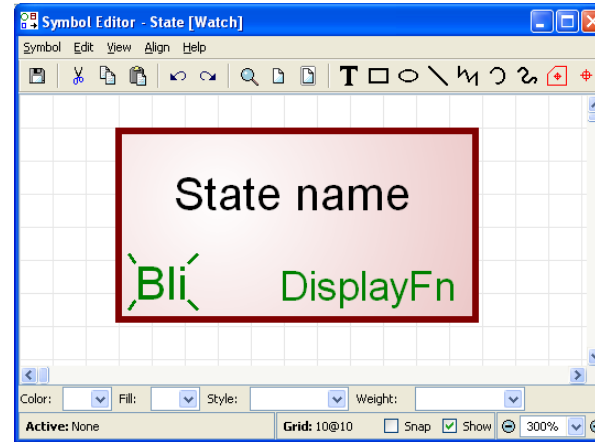 Symbol Editor - State [Watch]
Symbol Edit View Align Help
T
State name
Bli DisplayFn
Color: Fill: Style: Weight:
Active: None Grid: 10@10 Snap Show 300%